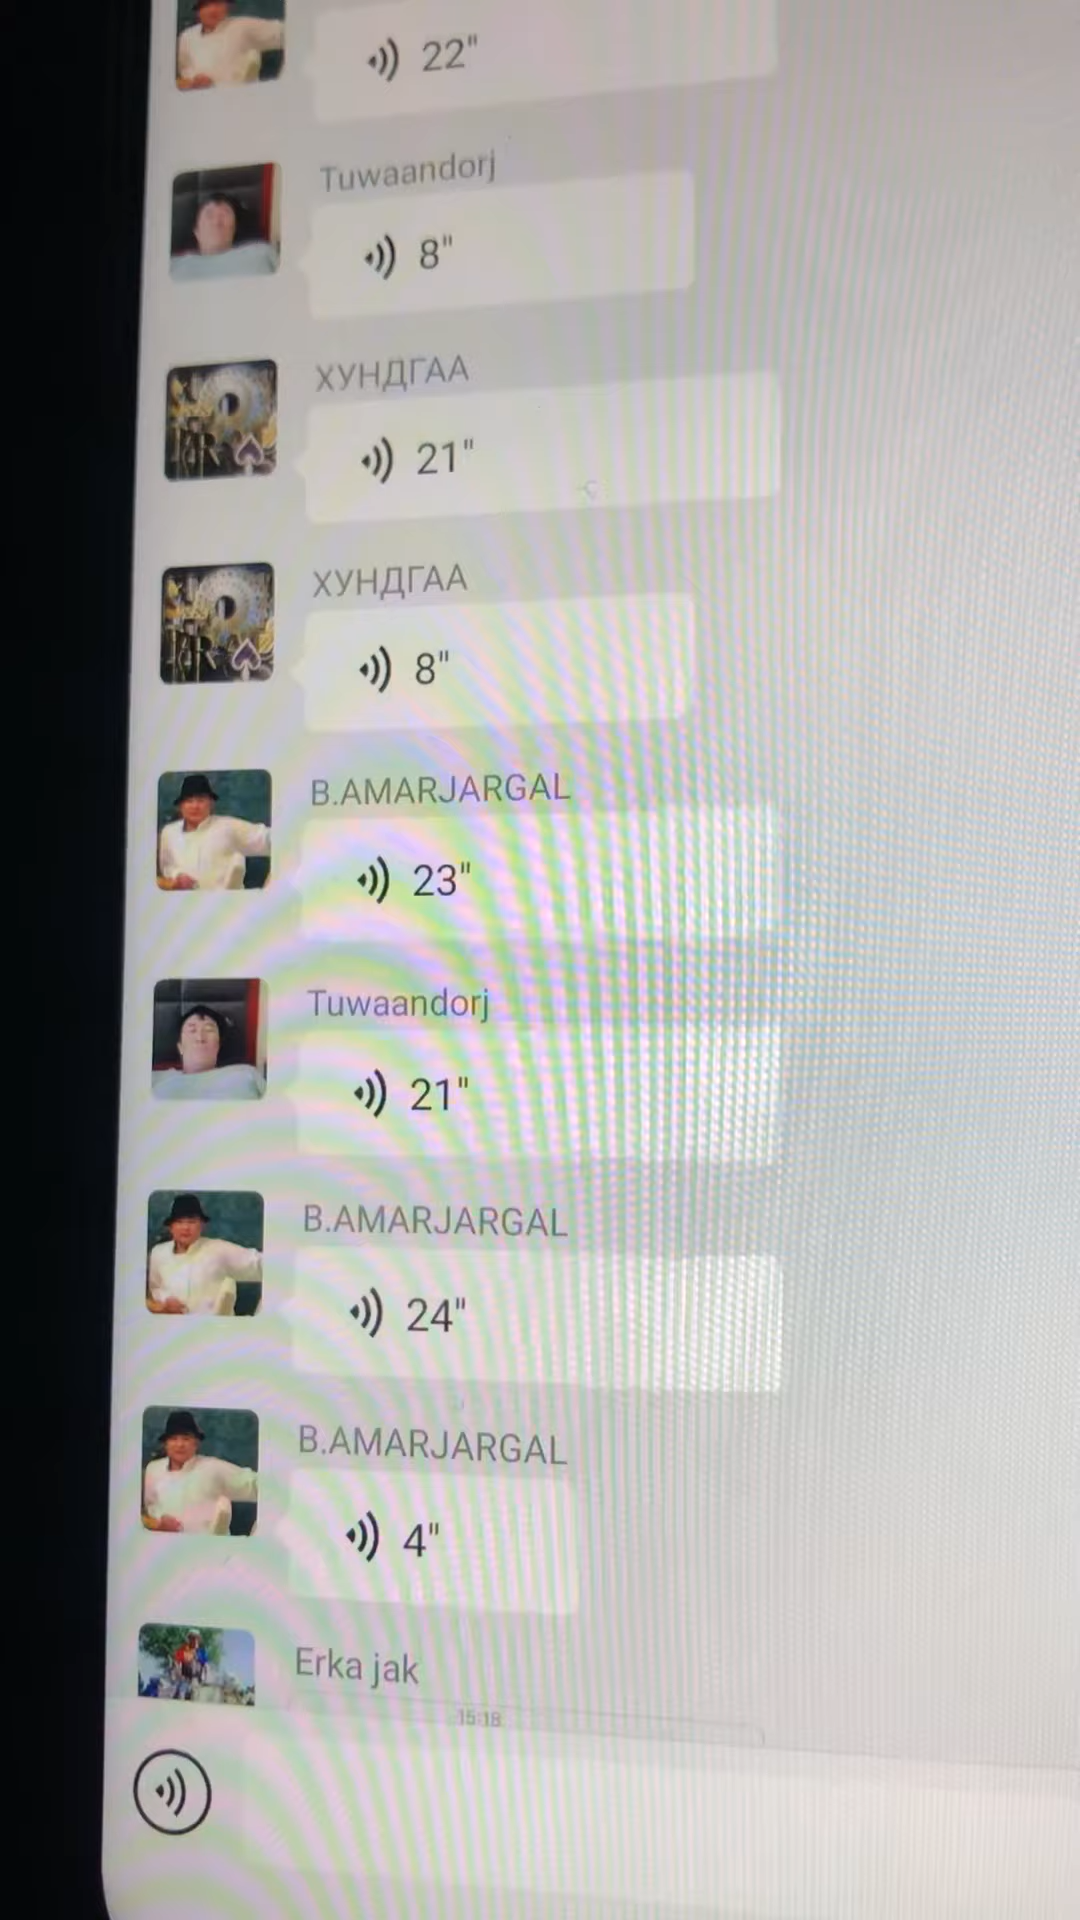 22"
Tuwaandorj
8"
ХУНДГАА
21"
ХУНДГАА
8"
B.AMARJARGAL
23"
Tuwaandorj
21"
B.AMARJARGAL
24"
B.AMARJARGAL
4"
Erka jak
15:18